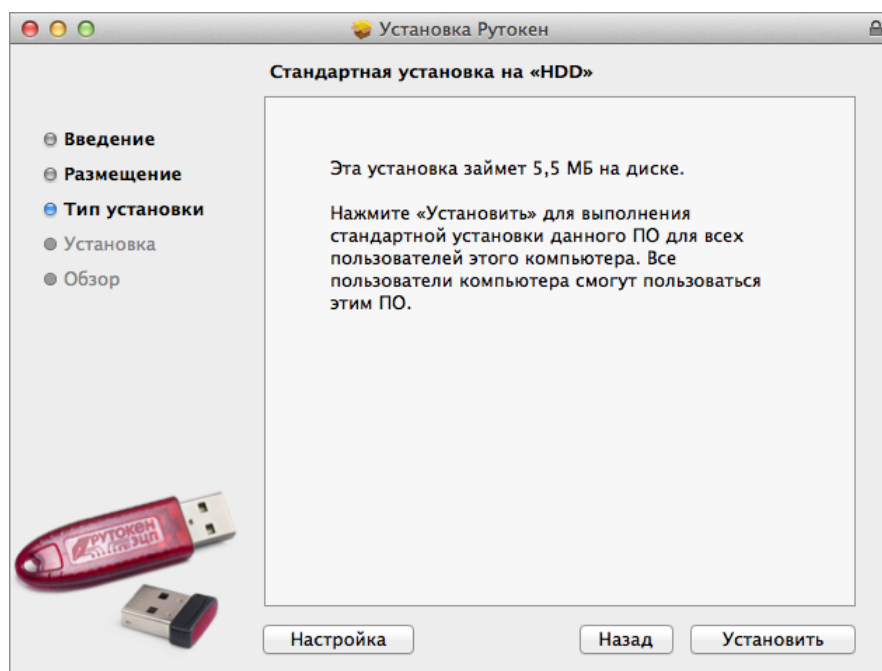 Установка Рутокен
Стандартная установка на «HDD»
Введение
Размещение
Тип установки
Установка
Обзор
Эта установка займет 5,5 МБ на диске.
Нажмите «Установить» для выполнения
стандартной установки данного ПО для всех
пользователей этого компьютера. Все
пользователи компьютера смогут пользоваться
этим ПО.
РУТОКЕН
ЭЦП
Настройка
Назад
Установить